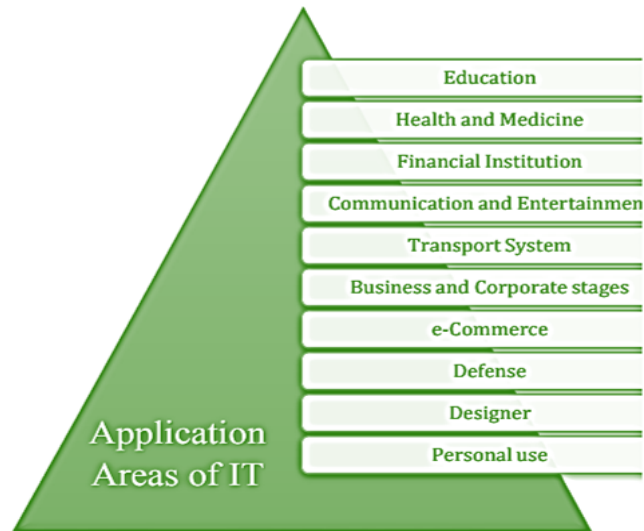 Education
Health and Medicine
Financial Institution
Communication and Entertainmen
Transport System
Business and Corporate stages
e-Commerce
Defense
Designer
Personal use
Application
Areas of IT